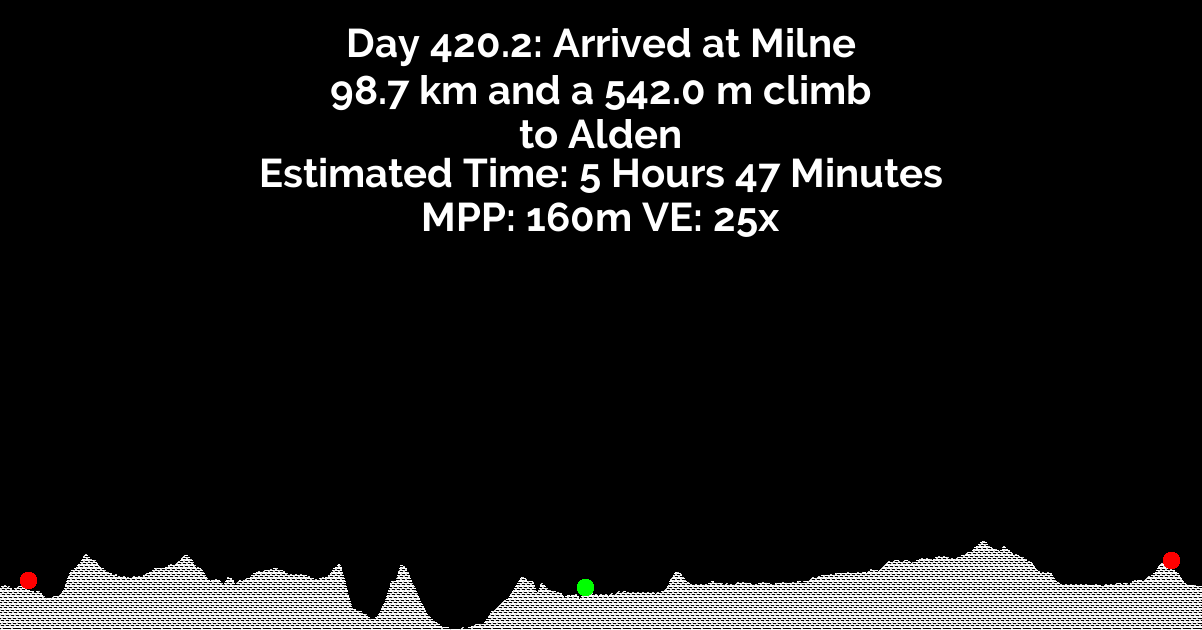 Day 420.2: Arrived at Milne
98.7 km and a 542.0 m climb
to Alden
Estimated Time: 5 Hours 47 Minutes
MPP: 160m VE: 25x